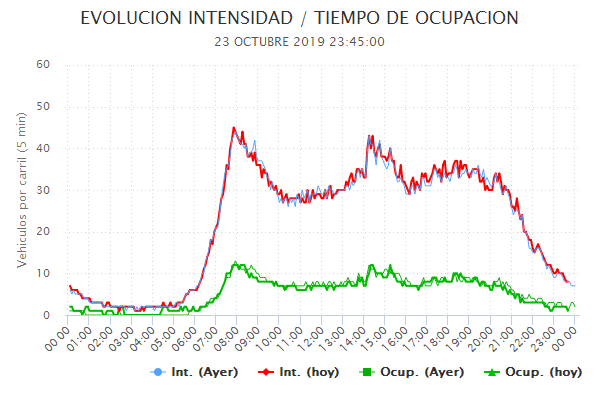 EVOLUCION INTENSIDAD / TIEMPO DE OCUPACION
23 OCTUBRE 2019 23:45:00
Vehiculos por carril (5 min)
60
50
40
30
20
10
0
00:00 01:00 02:00 03:00 04:00 05:00 06:00 07:00 08:00 09:00 10:00 11:00 12:00 13:00 14:00 15:00 16:00 17:00 18:00 19:00 20:00 21:00 22:00 23:00 00:00
Int. (Ayer) Int. (hoy) Ocup. (Ayer) Ocup. (hoy)